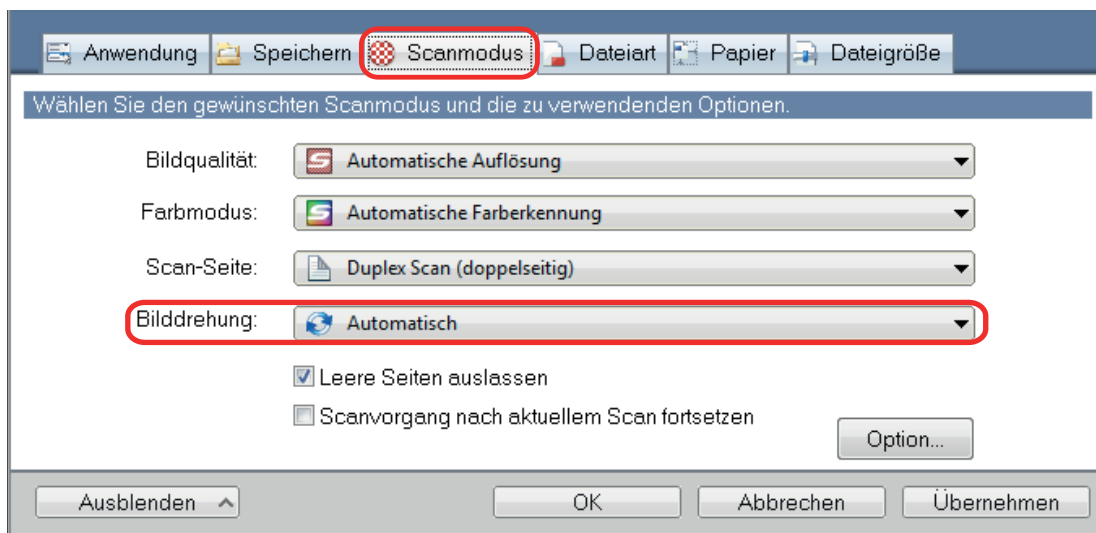 Anwendung Speichern Scanmodus Dateiart Papier Dateigröße
Wählen Sie den gewünschten Scanmodus und die zu verwendenden Optionen.
Bildqualität: Automatische Auflösung
Farbmodus: Automatische Farberkennung
Scan-Seite: Duplex Scan (doppelseitig)
Bilddrehung: Automatisch
Leere Seiten auslassen
Scanvorgang nach aktuellem Scan fortsetzen
Option...
Ausblenden OK Abbrechen Übernehmen